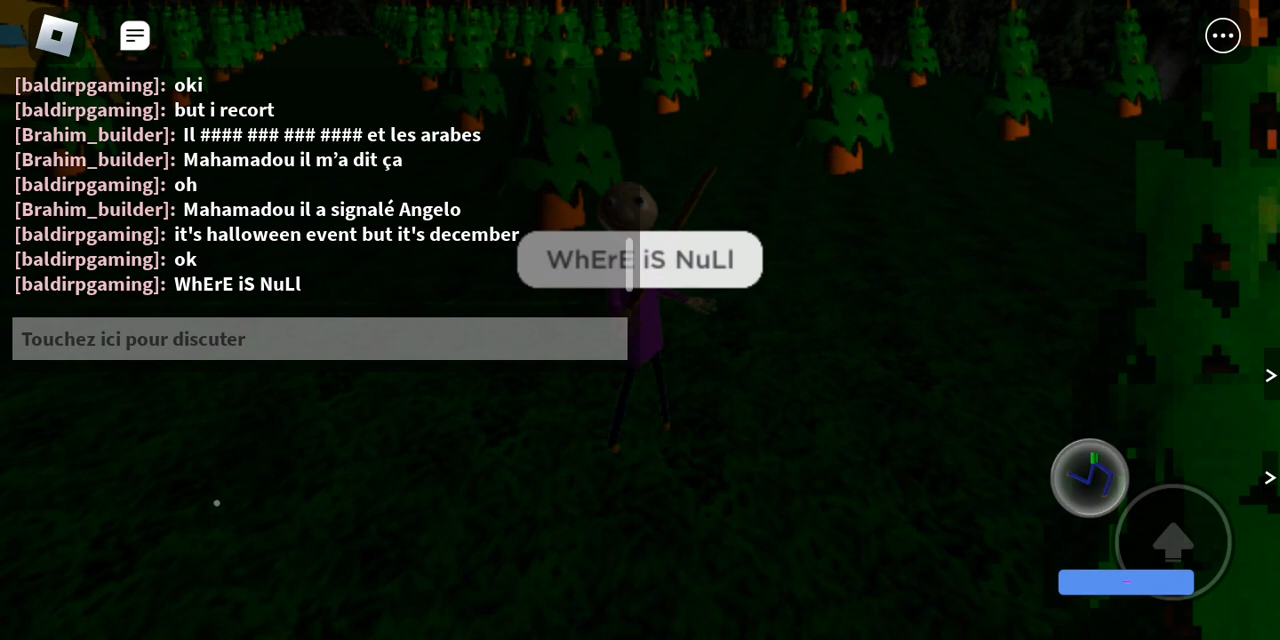 [baldirpgaming]: oki
[baldirpgaming]: but i recort
[Brahim_builder]: Il #### ### ### #### et les arabes
[Brahim_builder]: Mahamadou il m’a dit ça
[baldirpgaming]: oh
[Brahim_builder]: Mahamadou il a signalé Angelo
[baldirpgaming]: it's halloween event but it's december
[baldirpgaming]: ok
WhErE iS NuLl
[baldirpgaming]: WhErE iS NuLl
Touchez ici pour discuter